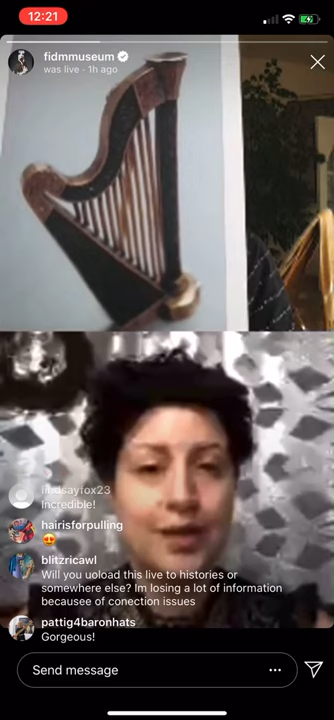 12:21
fidmmuseum
was live · 1h ago
lindsayfox23
Incredible!
hairisforpulling
😍
blitzricawl
Will you uoload this live to histories or
somewhere else? Im losing a lot of information
becausee of conection issues
pattig4baronhats
Gorgeous!
Send message